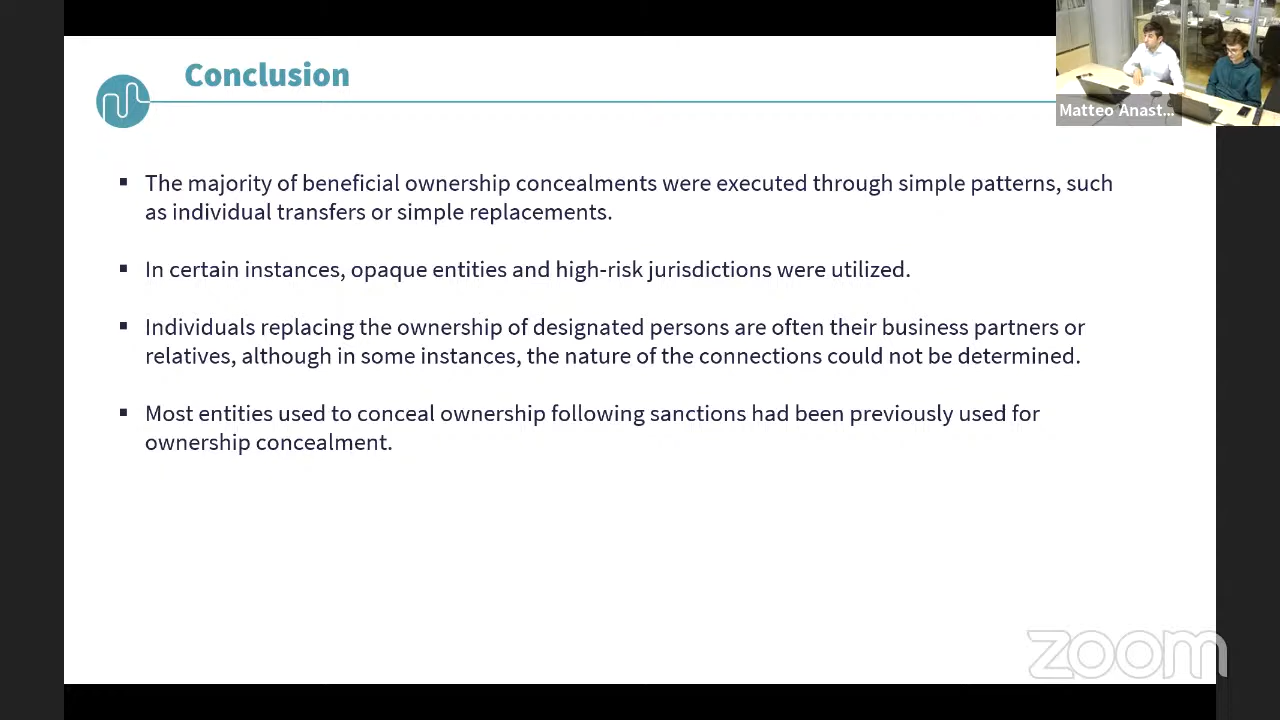 Conclusion
Matteo Anast...
▪ The majority of beneficial ownership concealments were executed through simple patterns, such
as individual transfers or simple replacements.
▪ In certain instances, opaque entities and high-risk jurisdictions were utilized.
▪ Individuals replacing the ownership of designated persons are often their business partners or
relatives, although in some instances, the nature of the connections could not be determined.
▪ Most entities used to conceal ownership following sanctions had been previously used for
ownership concealment.
zoom